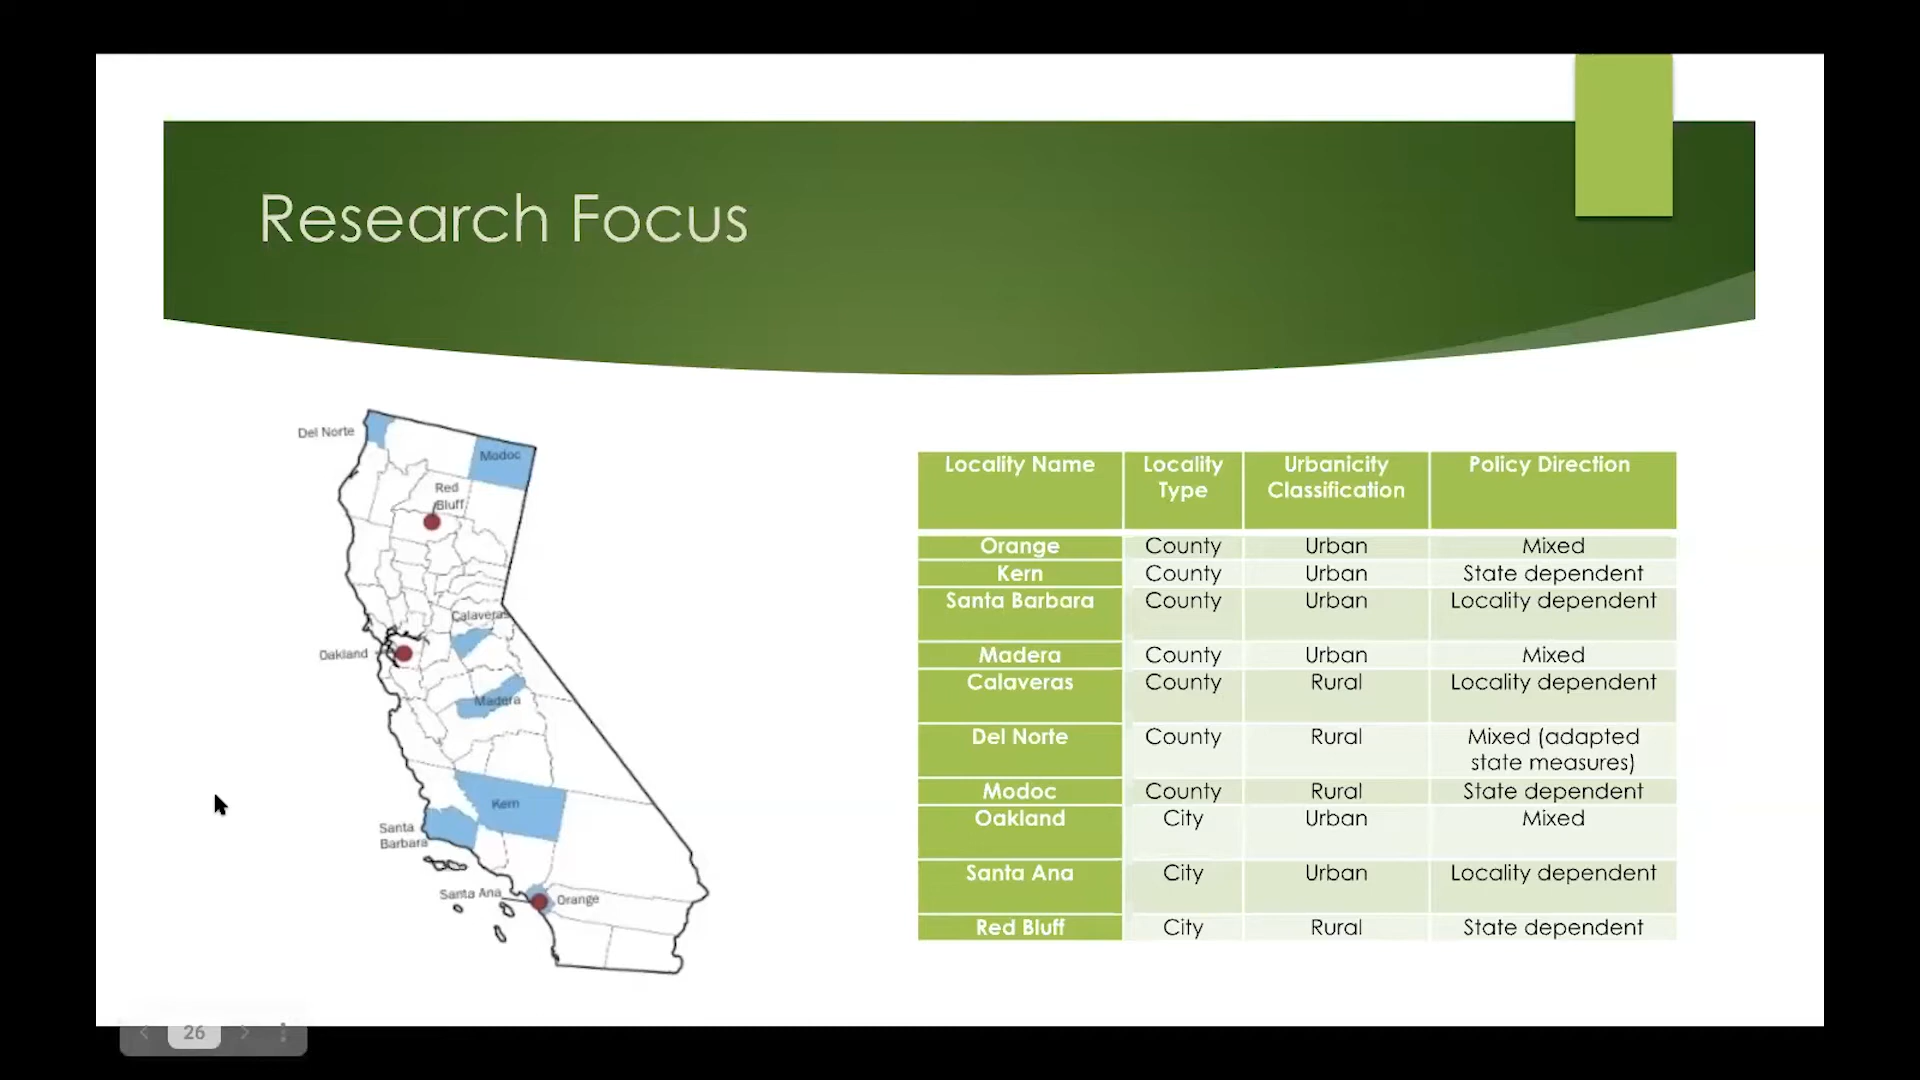 Research Focus
Del Norte
Modoc
Red
Bluff
Calaveras
Oakland
Madera
Kern
Santa
Barbara
Santa Ana
Orange
Locality Name
Locality
Type
Urbanicity
Classification
Policy Direction
Orange County Urban Mixed
Kern County Urban State dependent
Santa Barbara County Urban Locality dependent
Madera County Urban Mixed
Calaveras County Rural Locality dependent
Del Norte County Rural Mixed (adapted
state measures)
Modoc County Rural State dependent
Oakland City Urban Mixed
Santa Ana City Urban Locality dependent
Red Bluff City Rural State dependent
26